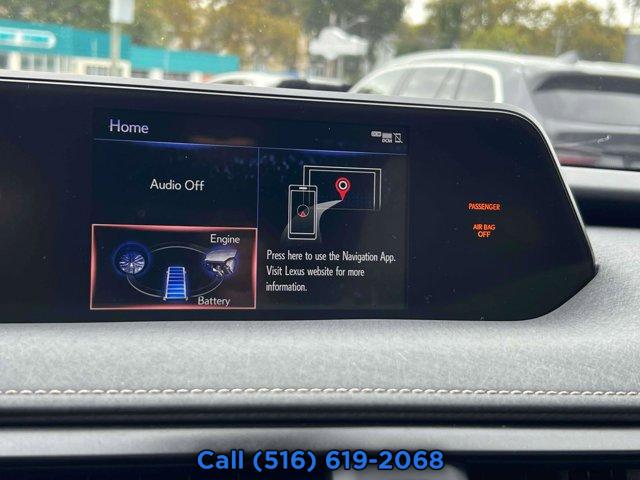 Home
DCM
Audio Off
Engine
Battery
Press here to use the Navigation App.
Visit Lexus website for more
information.
PASSENGER
AIR BAG
OFF
Call (516) 619-2068